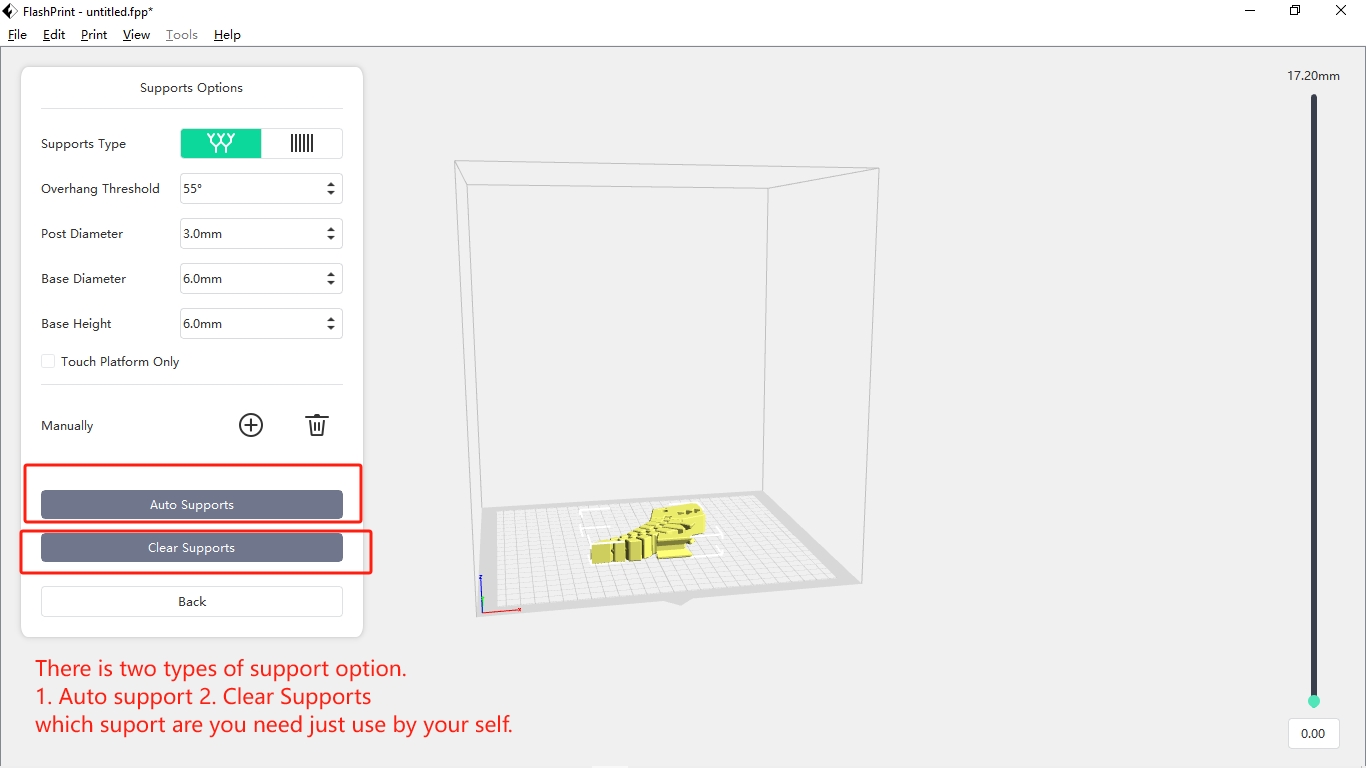 FlashPrint - untitled.fpp*
File Edit Print View Tools Help
Supports Options
17.20mm
Supports Type
Overhang Threshold 55°
Post Diameter 3.0mm
Base Diameter 6.0mm
Base Height 6.0mm
Touch Platform Only
Manually
Auto Supports
Clear Supports
Back
z
x
There is two types of support option.
1. Auto support 2. Clear Supports
which suport are you need just use by your self.
0.00